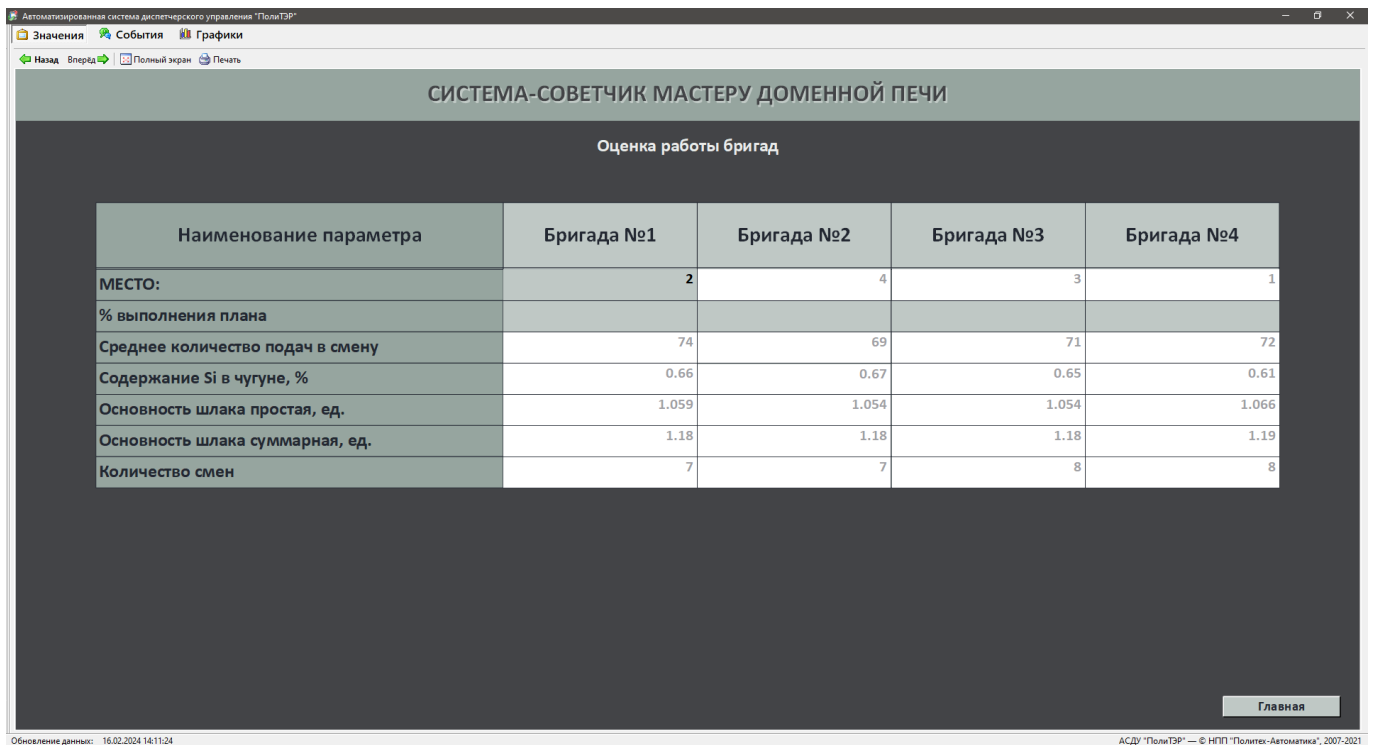 Автоматизированная система диспетчерского управления "ПолиТЭР"
Значения События Графики
Назад Вперёд Полный экран Печать
СИСТЕМА-СОВЕТЧИК МАСТЕРУ ДОМЕННОЙ ПЕЧИ
Оценка работы бригад
Наименование параметра Бригада №1 Бригада №2 Бригада №3 Бригада №4
МЕСТО: 2 4 3 1
% выполнения плана
Среднее количество подач в смену 74 69 71 72
Содержание Si в чугуне, % 0.66 0.67 0.65 0.61
Основность шлака простая, ед. 1.059 1.054 1.054 1.066
Основность шлака суммарная, ед. 1.18 1.18 1.18 1.19
Количество смен 7 7 8 8
Главная
Обновление данных: 16.02.2024 14:11:24 АСДУ "ПолиТЭР" — © НПП "Политех-Автоматика", 2007-2021